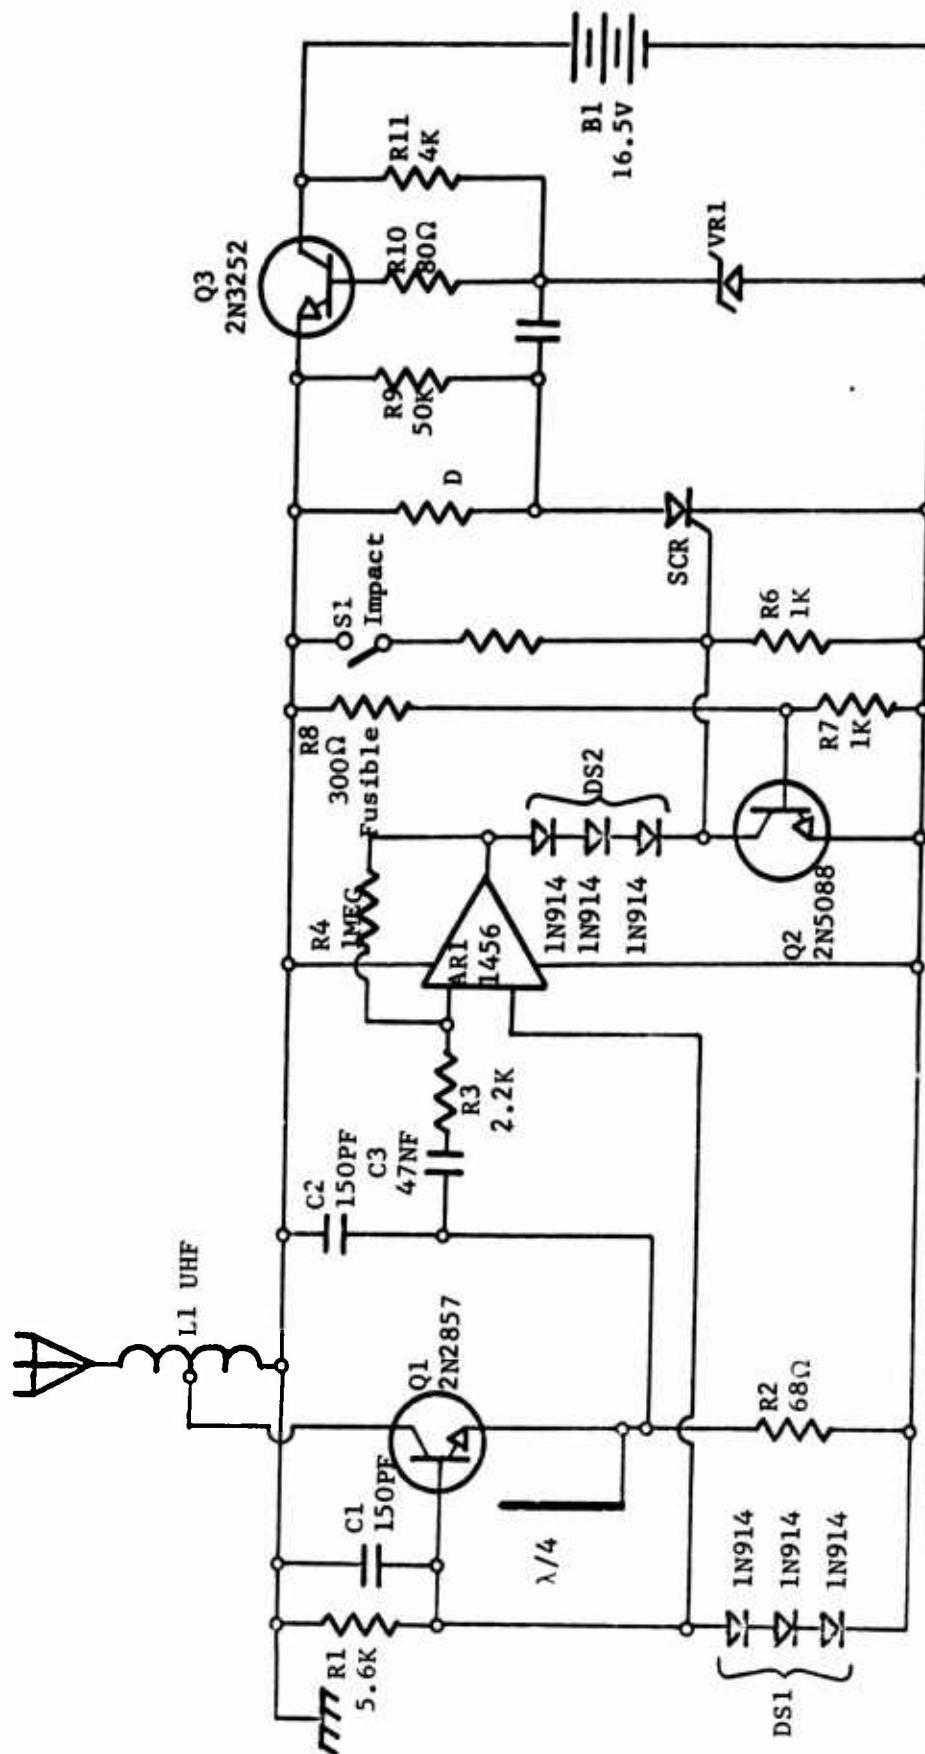 L1 UHF
R1
5.6K
C1
150PF
Q1
2N2857
λ/4
DS1
1N914
1N914
1N914
R2
68Ω
C2
150PF
C3
47NF
R3
2.2K
R4
1MEG
AR1
1456
R8
300Ω
Fusible
DS2
1N914
1N914
1N914
Q2
2N5088
R7
1K
S1
Impact
R6
1K
SCR
D
R9
50K
Q3
2N3252
R10
80Ω
R11
4K
VR1
B1
16.5V